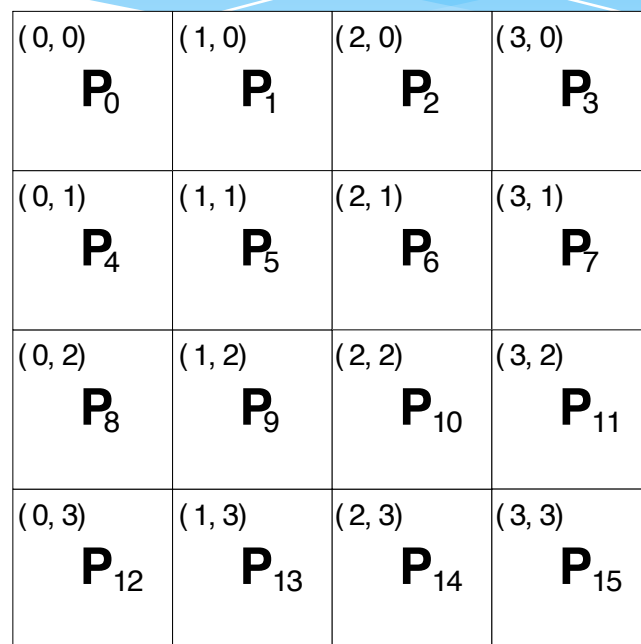 (0, 0) (1, 0) (2, 0) (3, 0)
P0 P1 P2 P3
(0, 1) (1, 1) (2, 1) (3, 1)
P4 P5 P6 P7
(0, 2) (1, 2) (2, 2) (3, 2)
P8 P9 P10 P11
(0, 3) (1, 3) (2, 3) (3, 3)
P12 P13 P14 P15